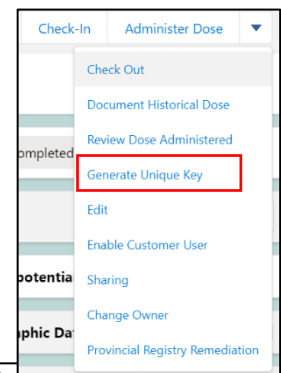 Check-In Administer Dose
Check Out
Document Historical Dose
Review Dose Administered
ompleted
Generate Unique Key
Edit
Enable Customer User
potentia
Sharing
Change Owner
aphic Da
Provincial Registry Remediation